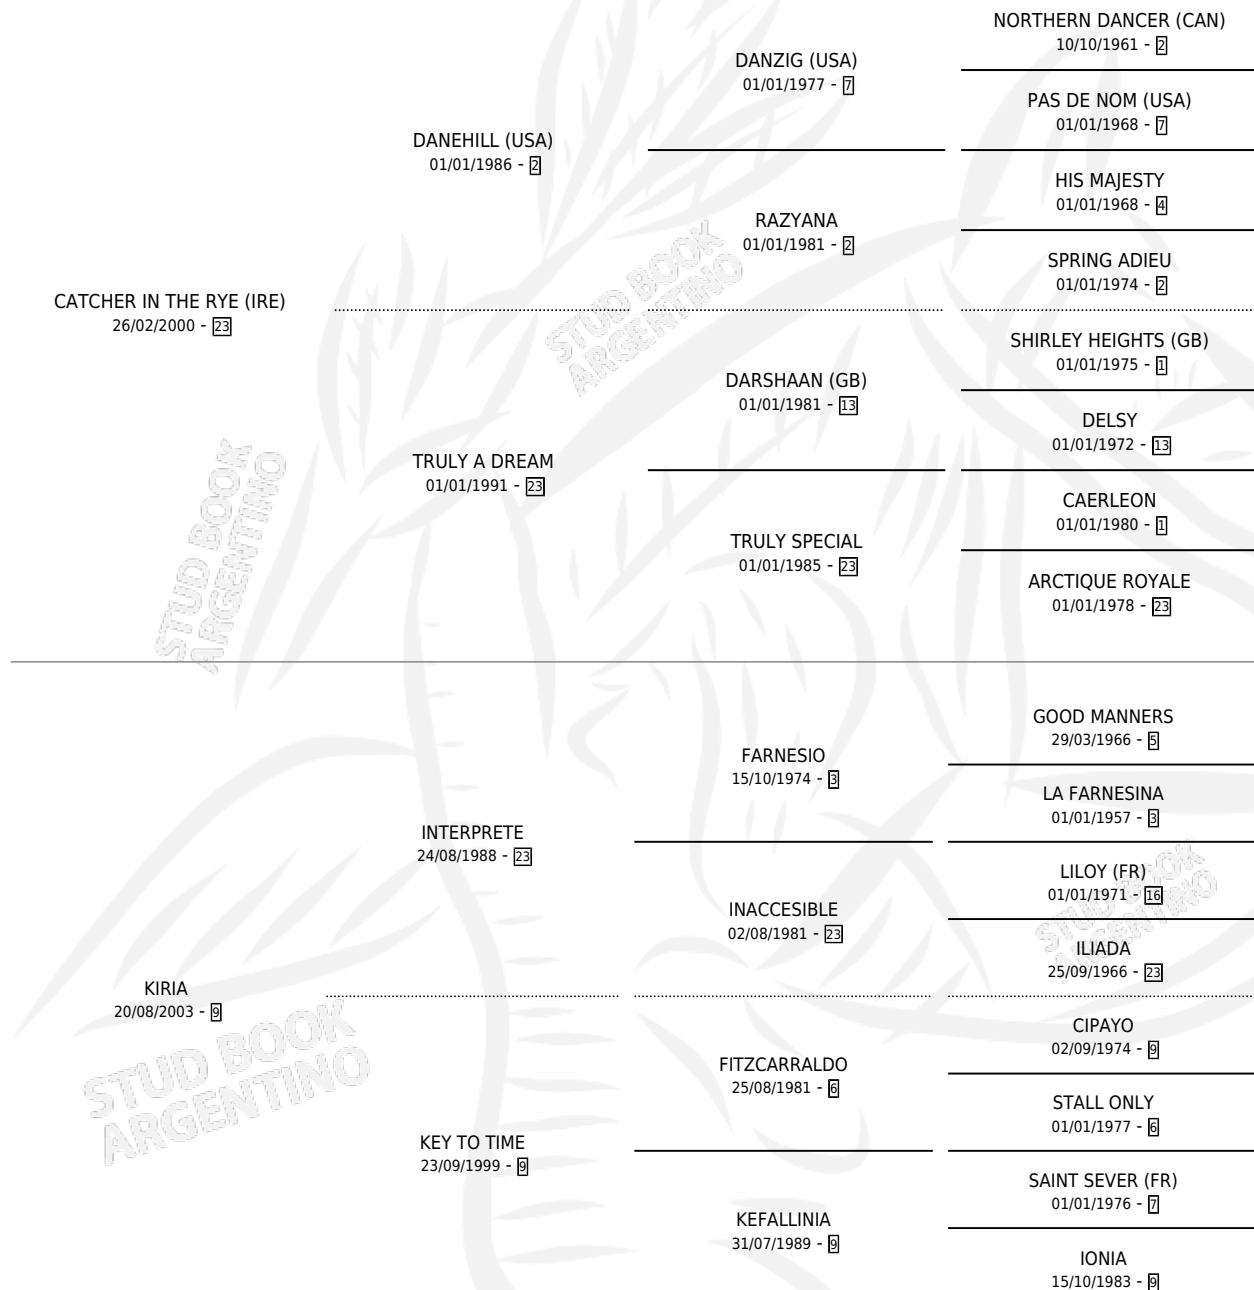 NORTHERN DANCER (CAN)
10/10/1961 - 2
DANZIG (USA)
01/01/1977 - 7
PAS DE NOM (USA)
01/01/1968 - 7
DANEHILL (USA)
01/01/1986 - 2
HIS MAJESTY
01/01/1968 - 4
RAZYANA
01/01/1981 - 2
SPRING ADIEU
01/01/1974 - 2
CATCHER IN THE RYE (IRE)
26/02/2000 - 23
SHIRLEY HEIGHTS (GB)
01/01/1975 - 1
DARSHAAN (GB)
01/01/1981 - 13
DELSY
01/01/1972 - 13
TRULY A DREAM
01/01/1991 - 23
CAERLEON
01/01/1980 - 1
TRULY SPECIAL
01/01/1985 - 23
ARCTIQUE ROYALE
01/01/1978 - 23
GOOD MANNERS
29/03/1966 - 5
FARNESIO
15/10/1974 - 3
LA FARNESINA
01/01/1957 - 3
INTERPRETE
24/08/1988 - 23
LILOY (FR)
01/01/1971 - 16
INACCESIBLE
02/08/1981 - 23
ILIADA
25/09/1966 - 23
KIRIA
20/08/2003 - 9
CIPAYO
02/09/1974 - 9
FITZCARRALDO
25/08/1981 - 6
STALL ONLY
01/01/1977 - 6
KEY TO TIME
23/09/1999 - 9
SAINT SEVER (FR)
01/01/1976 - 7
KEFALLINIA
31/07/1989 - 9
IONIA
15/10/1983 - 9
STUD BOOK
ARGENTINO
STUD BOOK
ARGENTINO
STUD BOOK
ARGENTINO
STUD BOOK
ARGENTINO